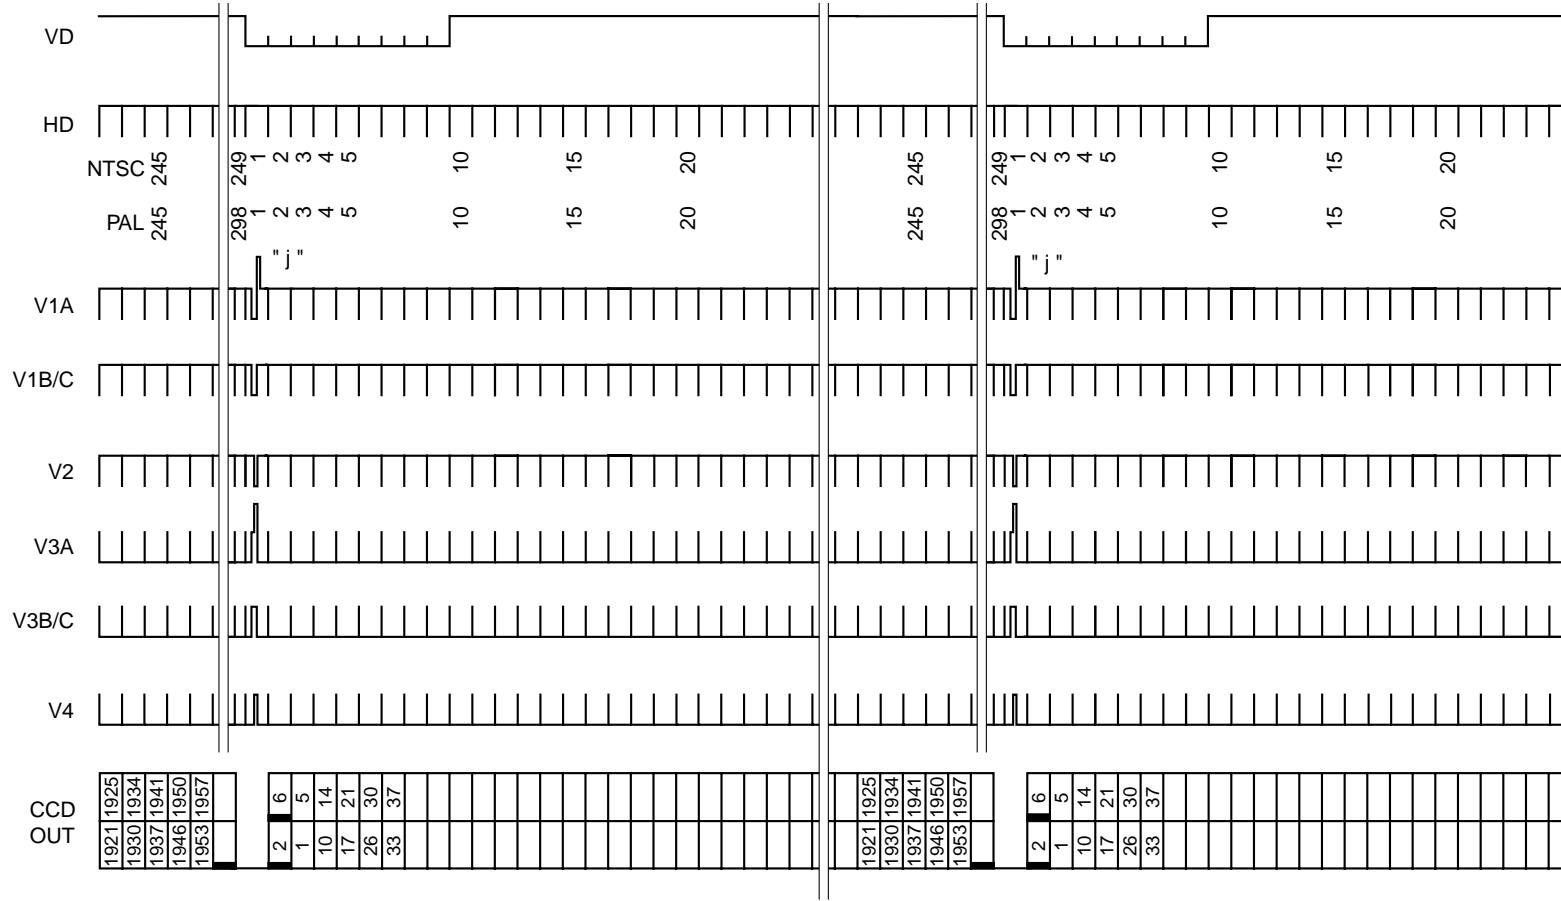 VD
HD
NTSC 245 249 1 2 3 4 5 10 15 20 245 249 1 2 3 4 5 10 15 20
PAL 245 298 1 2 3 4 5 10 15 20 245 298 1 2 3 4 5 10 15 20
" j " " j "
V1A
V1B/C
V2
V3A
V3B/C
V4
CCD OUT
1925 1934 1941 1950 1957 6 5 14 21 30 37 1925 1934 1941 1950 1957 6 5 14 21 30 37
1921 1930 1937 1946 1953 2 1 10 17 26 33 1921 1930 1937 1946 1953 2 1 10 17 26 33